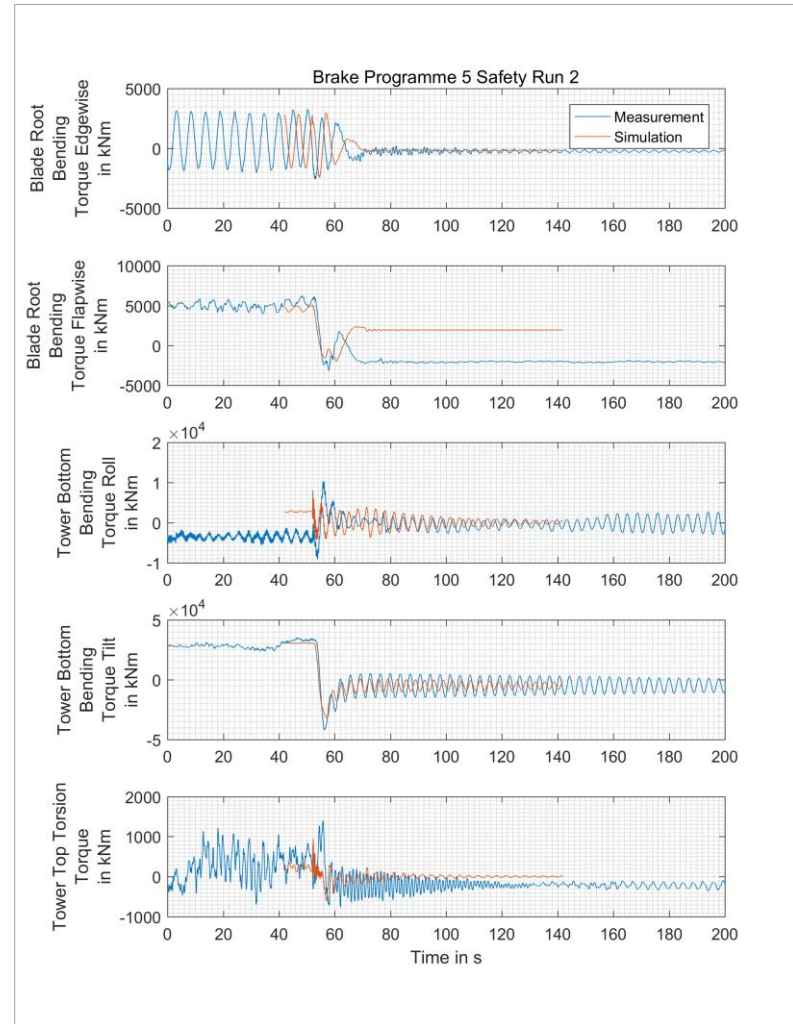 Brake Programme 5 Safety Run 2
Blade Root
Bending
Torque Edgewise
in kNm
5000
0
-5000
Measurement
Simulation
0 20 40 60 80 100 120 140 160 180 200
Blade Root
Bending
Torque Flapwise
in kNm
10000
5000
0
-5000
0 20 40 60 80 100 120 140 160 180 200
Tower Bottom
Bending
Torque Roll
in kNm
×10⁴
2
1
0
-1
0 20 40 60 80 100 120 140 160 180 200
Tower Bottom
Bending
Torque Tilt
in kNm
×10⁴
5
0
-5
0 20 40 60 80 100 120 140 160 180 200
Tower Top Torsion
Torque
in kNm
2000
1000
0
-1000
0 20 40 60 80 100 120 140 160 180 200
Time in s